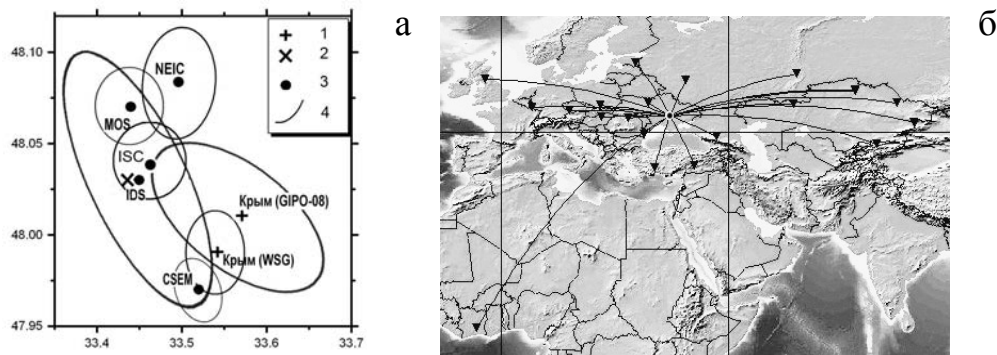 а
б
48.10
48.05
48.00
47.95
33.4
33.5
33.6
33.7
1
2
3
4
NEIC
MOS
ISC
IDS
Крым (GIPO-08)
Крым (WSG)
CSEM